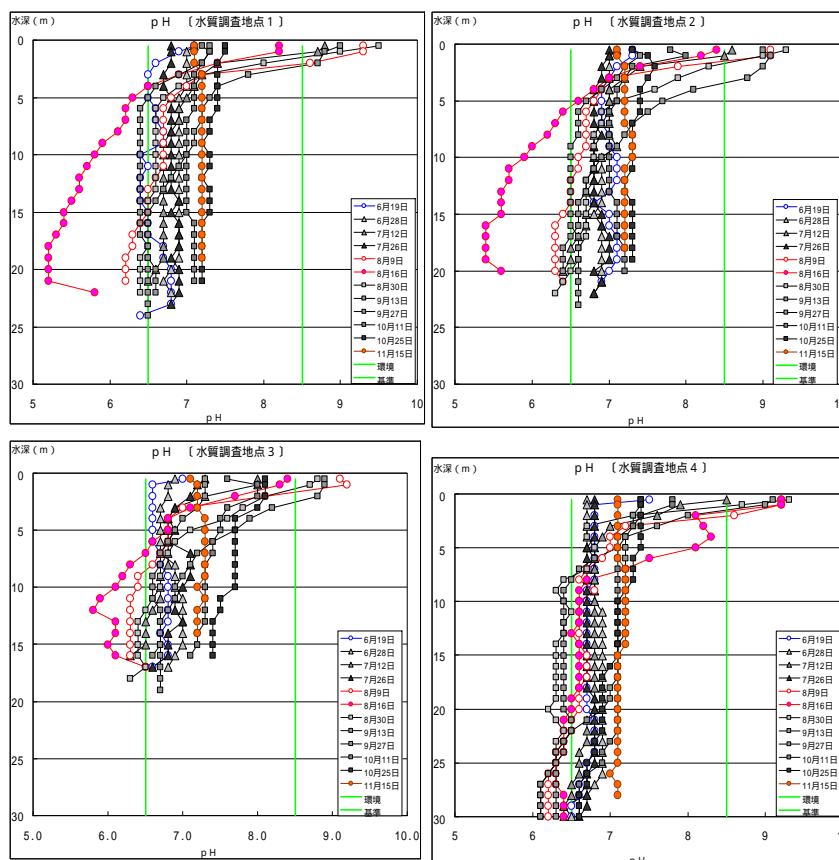 水深（m）
pH 〔 水質調査地点 1 〕
0
5
10
15
20
25
30
5
6
7
8
9
10
pH
6月19日
6月28日
7月12日
7月26日
8月9日
8月16日
8月30日
9月13日
9月27日
10月11日
10月25日
11月15日
環境
基準
水深（m）
pH 〔 水質調査地点 2 〕
0
5
10
15
20
25
30
5
6
7
8
9
10
pH
6月19日
6月28日
7月12日
7月26日
8月9日
8月16日
8月30日
9月13日
9月27日
10月11日
10月25日
11月15日
環境
基準
水深（m）
pH 〔 水質調査地点 3 〕
0
5
10
15
20
25
30
5.0
6.0
7.0
8.0
9.0
10.0
pH
6月19日
6月28日
7月12日
7月26日
8月9日
8月16日
8月30日
9月13日
9月27日
10月11日
10月25日
11月15日
環境
基準
水深（m）
pH 〔 水質調査地点 4 〕
0
5
10
15
20
25
30
5
6
7
8
9
10
pH
6月19日
6月28日
7月12日
7月26日
8月9日
8月16日
8月30日
9月13日
9月27日
10月11日
10月25日
11月15日
環境
基準